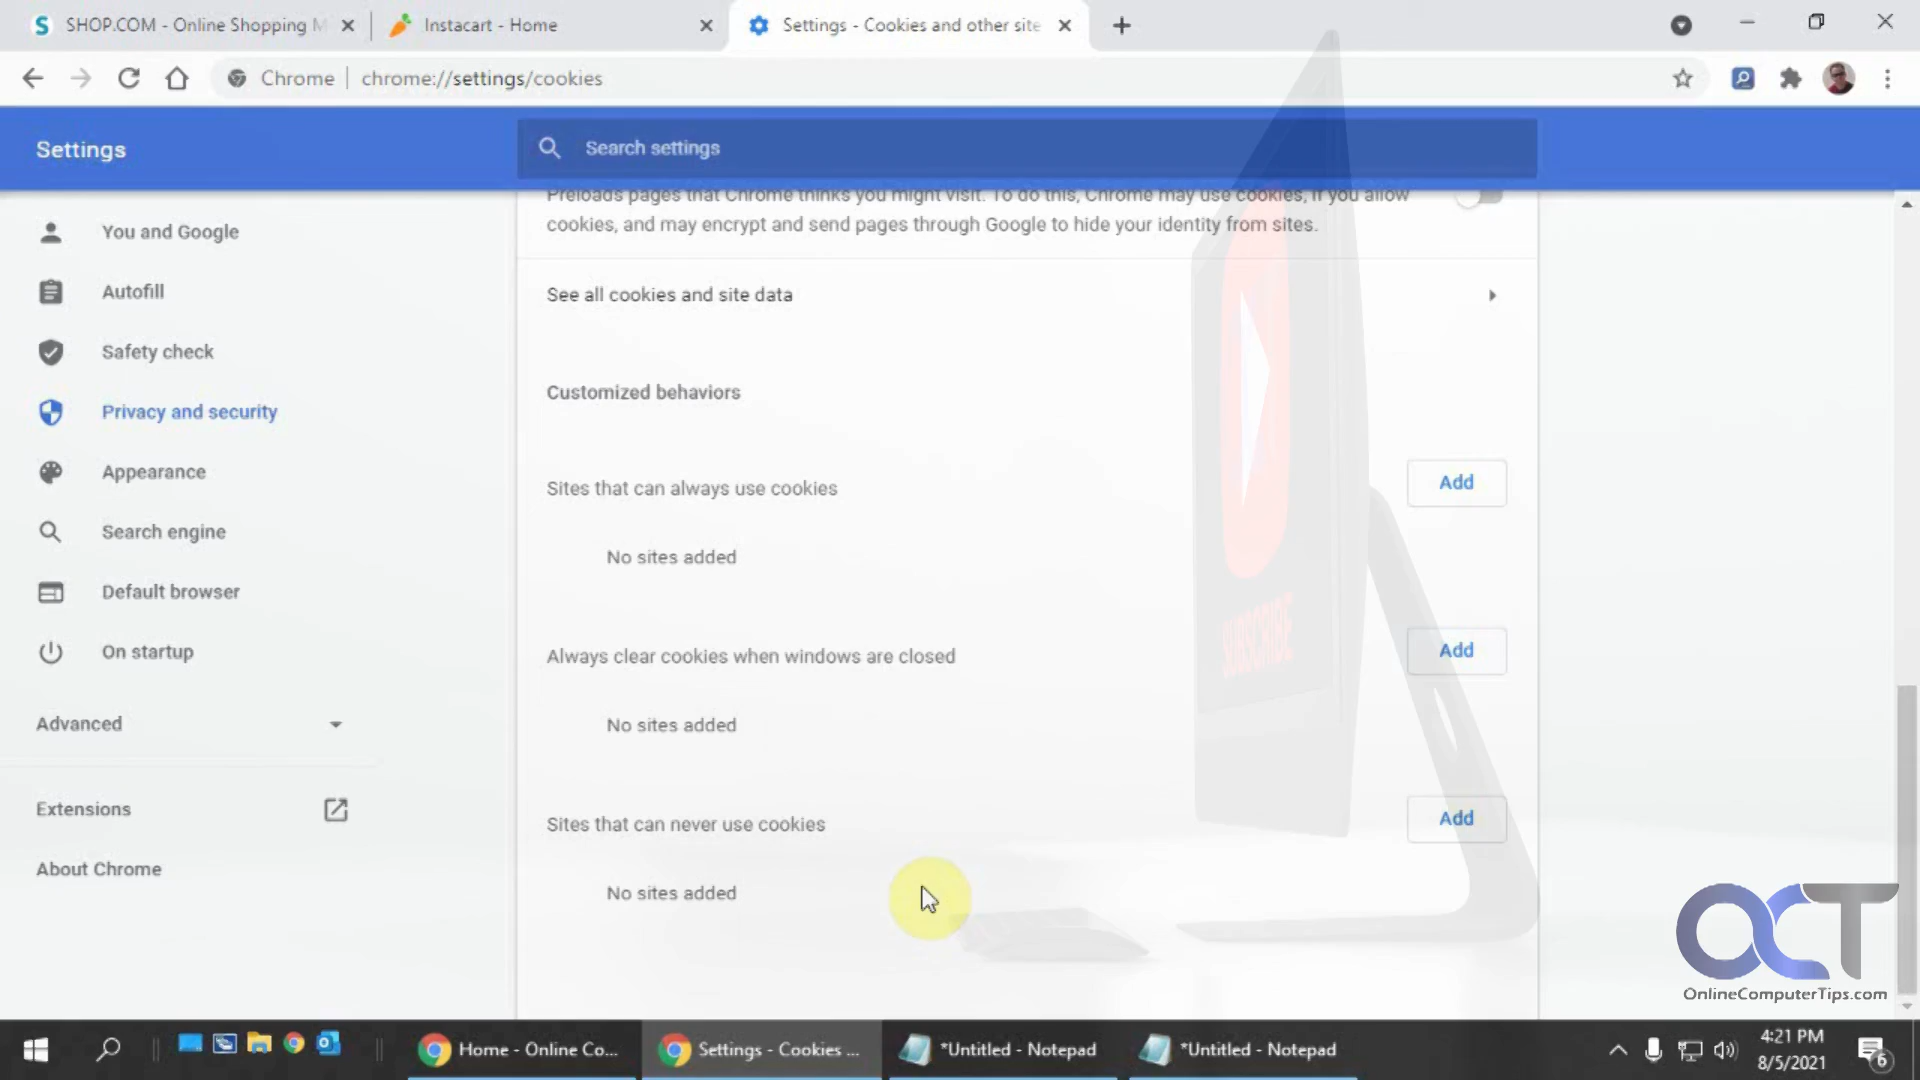 SHOP.COM - Online Shopping M
Instacart - Home
Settings - Cookies and other site
Chrome
chrome://settings/cookies
Settings
Search settings
Preloads pages that Chrome thinks you might visit. To do this, Chrome may use cookies, if you allow
cookies, and may encrypt and send pages through Google to hide your identity from sites.
You and Google
Autofill
See all cookies and site data
Safety check
Customized behaviors
Privacy and security
Appearance
Sites that can always use cookies
Add
Search engine
No sites added
Default browser
SUBSCRIBE
On startup
Always clear cookies when windows are closed
Add
Advanced
No sites added
Extensions
Sites that can never use cookies
Add
About Chrome
No sites added
OCT
OnlineComputerTips.com
Home - Online Co...
Settings - Cookies ...
*Untitled - Notepad
*Untitled - Notepad
4:21 PM
8/5/2021
6